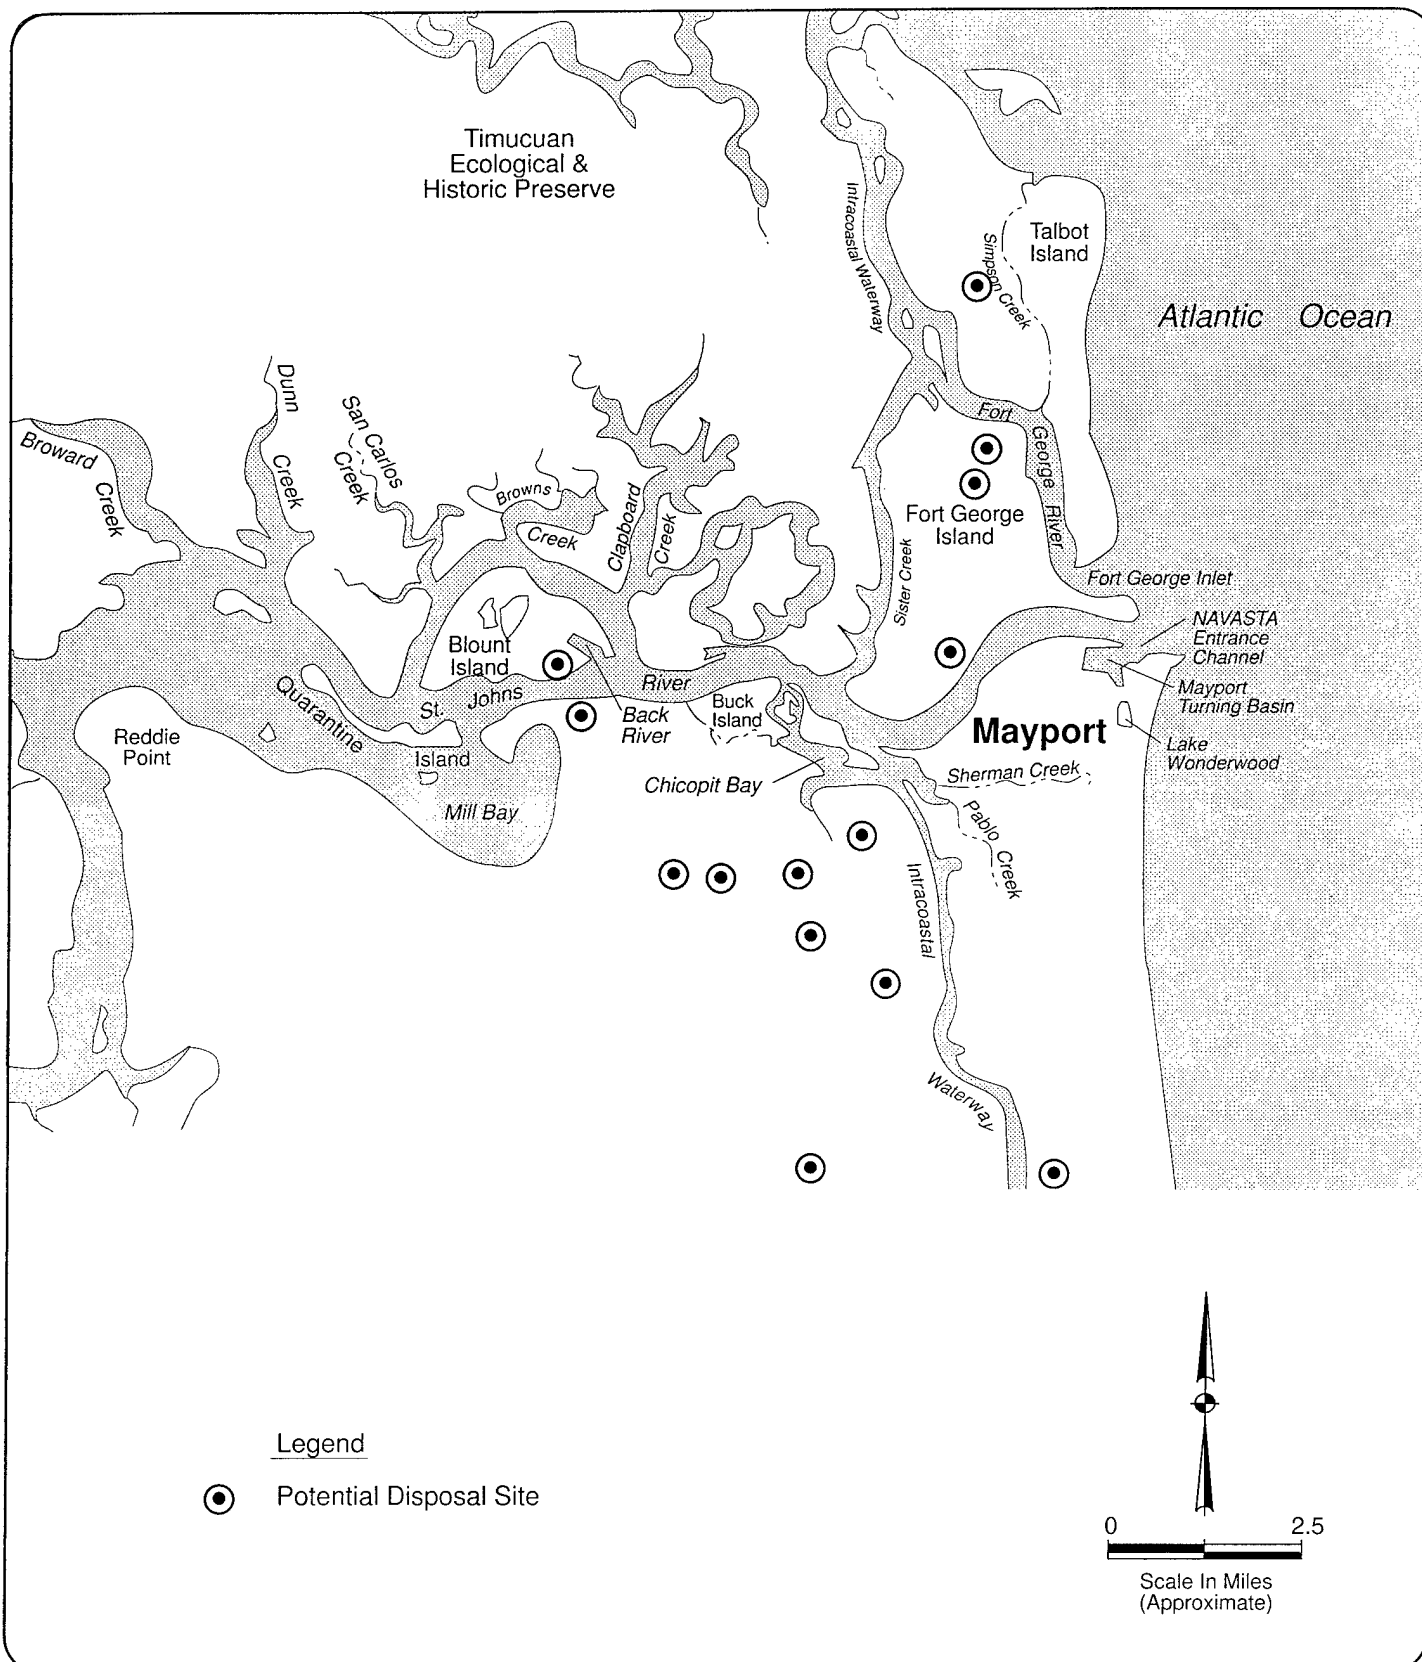 Timucuan
Ecological &
Historic Preserve
Intracoastal Waterway
Simpson Creek
Talbot
Island
Atlantic Ocean
Dunn
Creek
San Carlos
Creek
Broward
Creek
Browns
Creek
Clapboard
Creek
Fort
George
River
Fort George
Island
Sister Creek
Fort George Inlet
NAVASTA
Entrance
Channel
Mayport
Turning Basin
Lake
Wonderwood
Blount
Island
Quarantine
Island
St.
Johns
River
Back
River
Buck
Island
Mayport
Reddie
Point
Mill Bay
Chicopit Bay
Sherman Creek
Pablo
Creek
Intracoastal
Waterway
Legend
Potential Disposal Site
0 2.5
Scale In Miles
(Approximate)